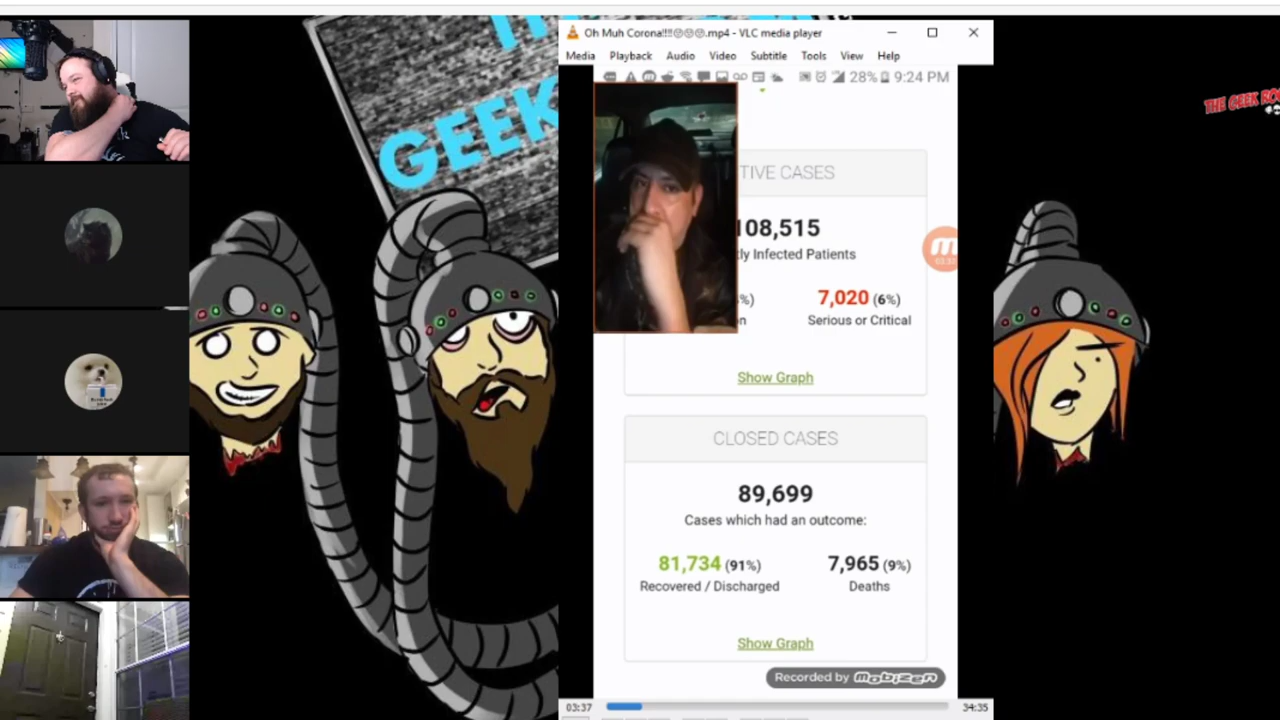 Oh Muh Corona!!!!😢😢😢.mp4 - VLC media player
Media Playback Audio Video Subtitle Tools View Help
28% 9:24 PM
GEEK
THE GEEK
TIVE CASES
108,515
tly Infected Patients
%)
7,020 (6%)
n
Serious or Critical
Show Graph
CLOSED CASES
89,699
Cases which had an outcome:
81,734 (91%)
7,965 (9%)
Recovered / Discharged
Deaths
Show Graph
Recorded by Mobizen
03:37
34:35